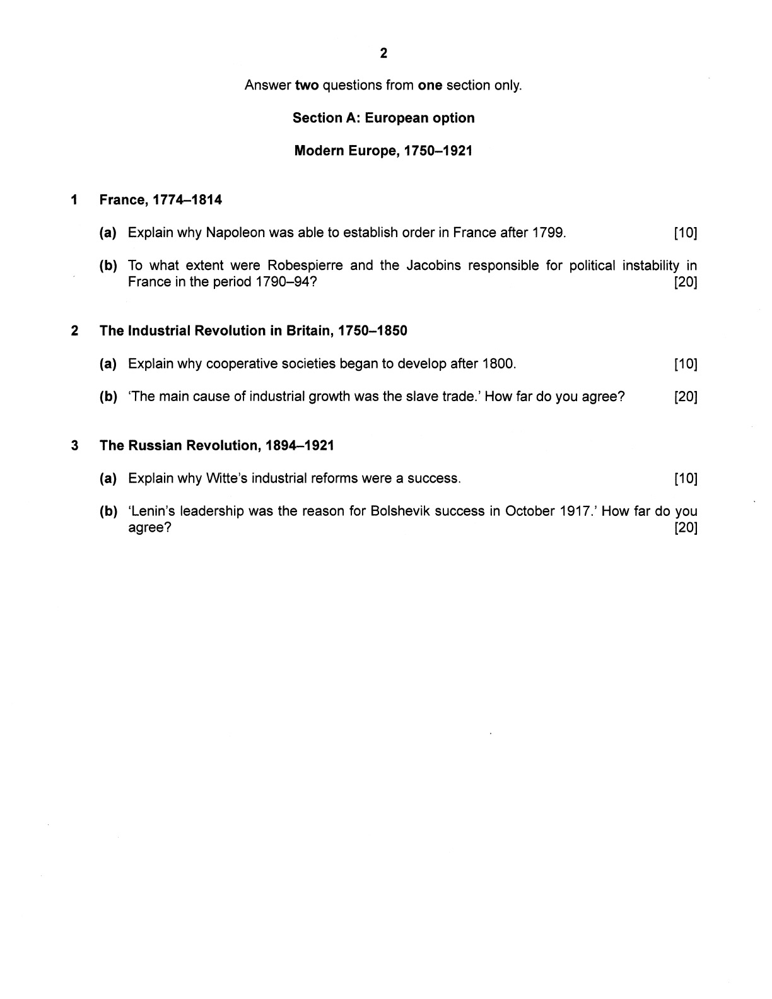 2
Answer two questions from one section only.
Section A: European option
Modern Europe, 1750–1921
1 France, 1774–1814
(a) Explain why Napoleon was able to establish order in France after 1799. [10]
(b) To what extent were Robespierre and the Jacobins responsible for political instability in
France in the period 1790–94? [20]
2 The Industrial Revolution in Britain, 1750–1850
(a) Explain why cooperative societies began to develop after 1800. [10]
(b) ‘The main cause of industrial growth was the slave trade.’ How far do you agree? [20]
3 The Russian Revolution, 1894–1921
(a) Explain why Witte’s industrial reforms were a success. [10]
(b) ‘Lenin’s leadership was the reason for Bolshevik success in October 1917.’ How far do you
agree? [20]